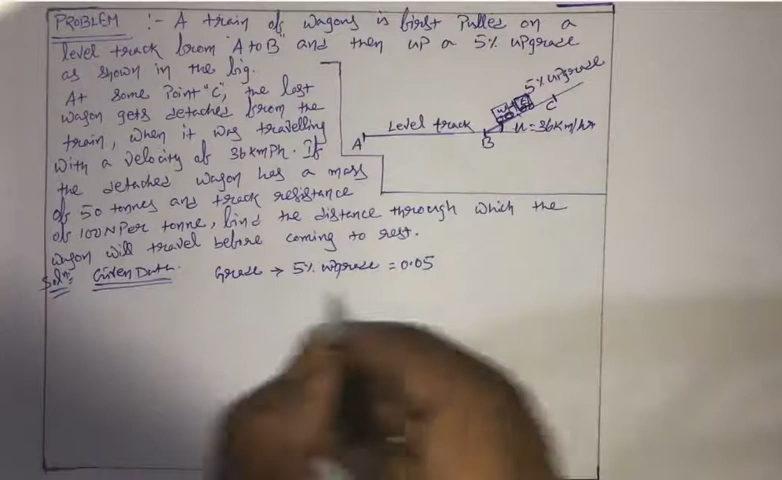 PROBLEM :- A train of wagons is first pulled on a
level track from "A to B" and then up a 5% upgrade
as shown in the fig.
At some Point "C", the last
wagon gets detached from the
train, when it was travelling
with a velocity of 36kmph. If
the detached wagon has a mass
of 50 tonnes and track resistance
of 100N Per tonne, find the distance through which the
wagon will travel before coming to rest.
5% upgrade
C
u=36km/hr
Level track
A
B
Soln:- Given Data:- Grade → 5% upgrade = 0.05